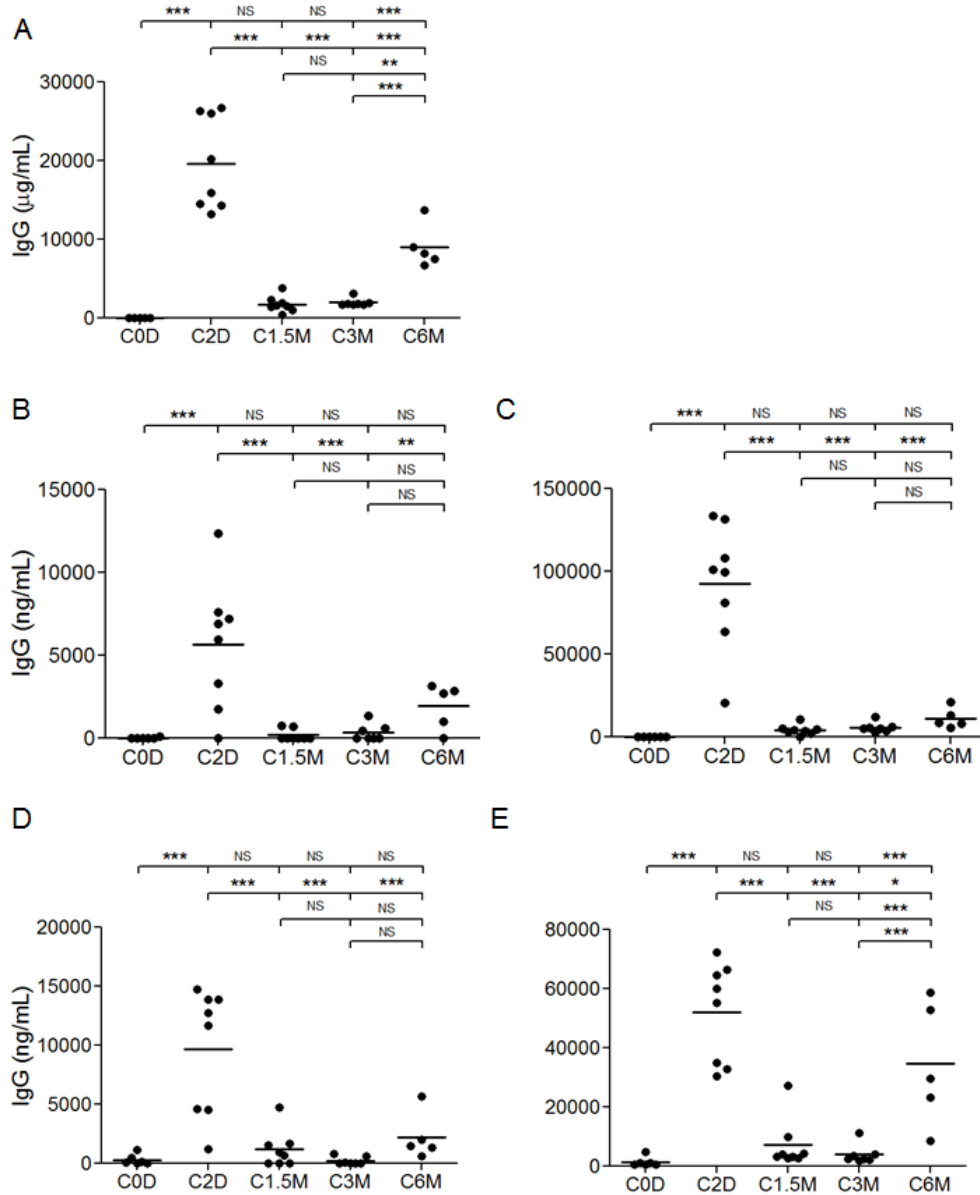 A
*** NS NS ***
*** *** ***
NS **
***
30000
20000
10000
0
IgG (μg/mL)
C0D C2D C1.5M C3M C6M
B
*** NS NS NS
*** *** **
NS NS
NS
15000
10000
5000
0
IgG (ng/mL)
C0D C2D C1.5M C3M C6M
C
*** NS NS NS
*** *** ***
NS NS
NS
150000
100000
50000
0
C0D C2D C1.5M C3M C6M
D
*** NS NS NS
*** *** ***
NS NS
NS
20000
15000
10000
5000
0
IgG (ng/mL)
C0D C2D C1.5M C3M C6M
E
*** NS NS ***
*** *** *
NS ***
***
80000
60000
40000
20000
0
C0D C2D C1.5M C3M C6M